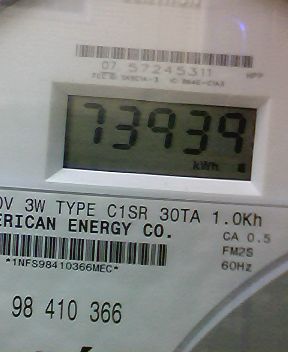 07 57245311
73939
kWh
0V 3W TYPE C1SR 30TA 1.0Kh
ERICAN ENERGY CO.
CA 0.5
FM2S
*1NFS98410366MEC*
60Hz
98 410 366